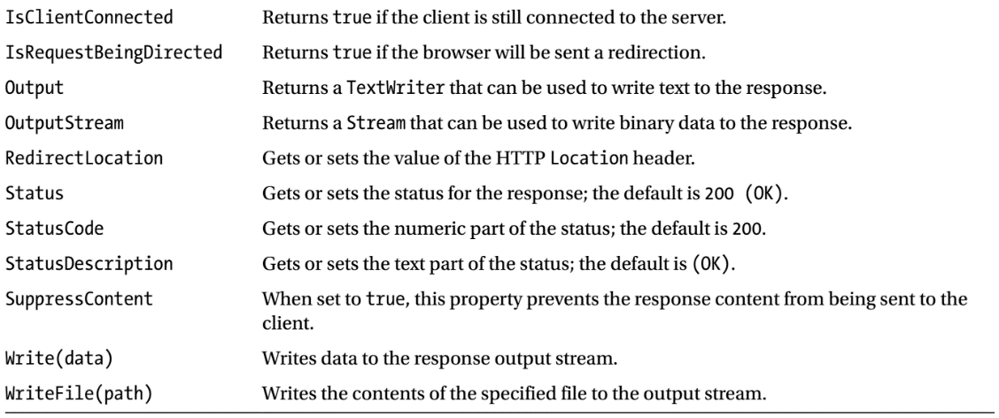 IsClientConnected Returns true if the client is still connected to the server.
IsRequestBeingDirected Returns true if the browser will be sent a redirection.
Output Returns a TextWriter that can be used to write text to the response.
OutputStream Returns a Stream that can be used to write binary data to the response.
RedirectLocation Gets or sets the value of the HTTP Location header.
Status Gets or sets the status for the response; the default is 200 (OK).
StatusCode Gets or sets the numeric part of the status; the default is 200.
StatusDescription Gets or sets the text part of the status; the default is (OK).
SuppressContent When set to true, this property prevents the response content from being sent to the
client.
Write(data) Writes data to the response output stream.
WriteFile(path) Writes the contents of the specified file to the output stream.